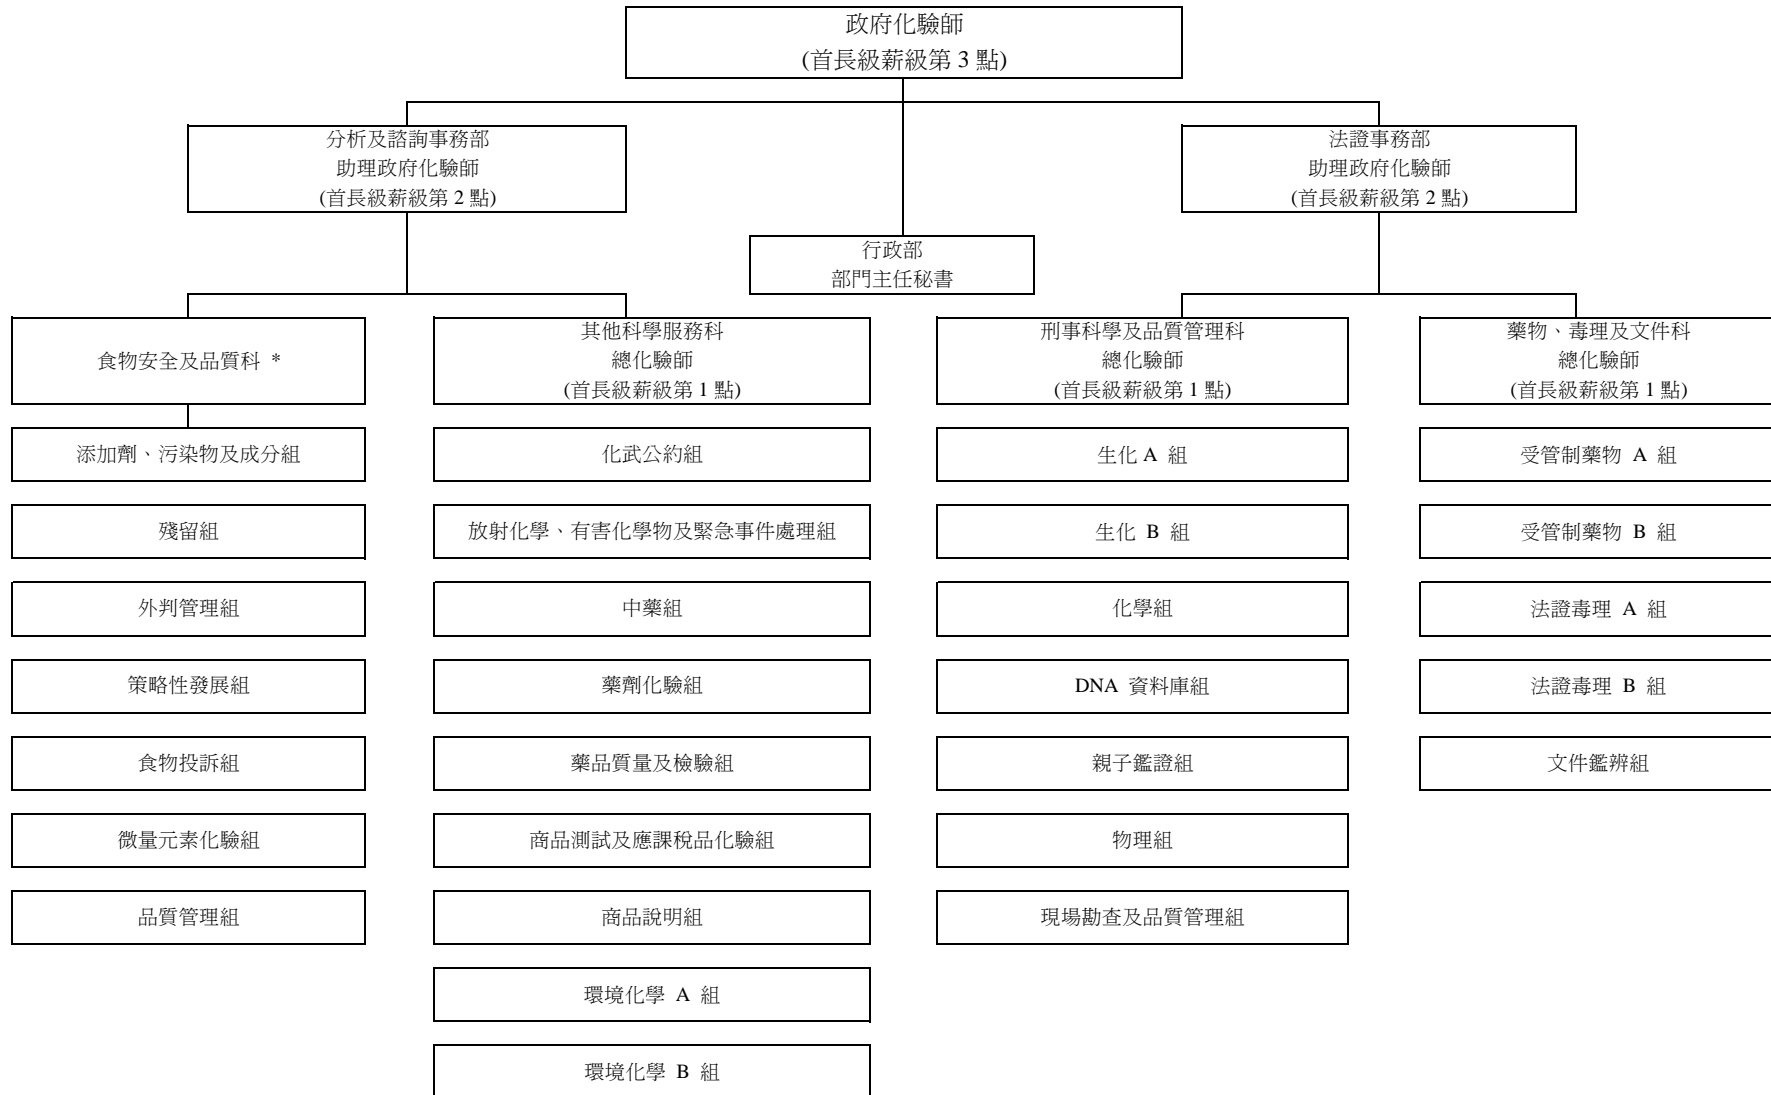 政府化驗師
(首長級薪級第 3 點)
分析及諮詢事務部
助理政府化驗師
(首長級薪級第 2 點)
法證事務部
助理政府化驗師
(首長級薪級第 2 點)
行政部
部門主任秘書
食物安全及品質科 *
其他科學服務科
總化驗師
(首長級薪級第 1 點)
刑事科學及品質管理科
總化驗師
(首長級薪級第 1 點)
藥物、毒理及文件科
總化驗師
(首長級薪級第 1 點)
添加劑、污染物及成分組
殘留組
外判管理組
策略性發展組
食物投訴組
微量元素化驗組
品質管理組
化武公約組
放射化學、有害化學物及緊急事件處理組
中藥組
藥劑化驗組
藥品質量及檢驗組
商品測試及應課稅品化驗組
商品說明組
環境化學 A 組
環境化學 B 組
生化 A 組
生化 B 組
化學組
DNA 資料庫組
親子鑑證組
物理組
現場勘查及品質管理組
受管制藥物 A 組
受管制藥物 B 組
法證毒理 A 組
法證毒理 B 組
文件鑑辨組